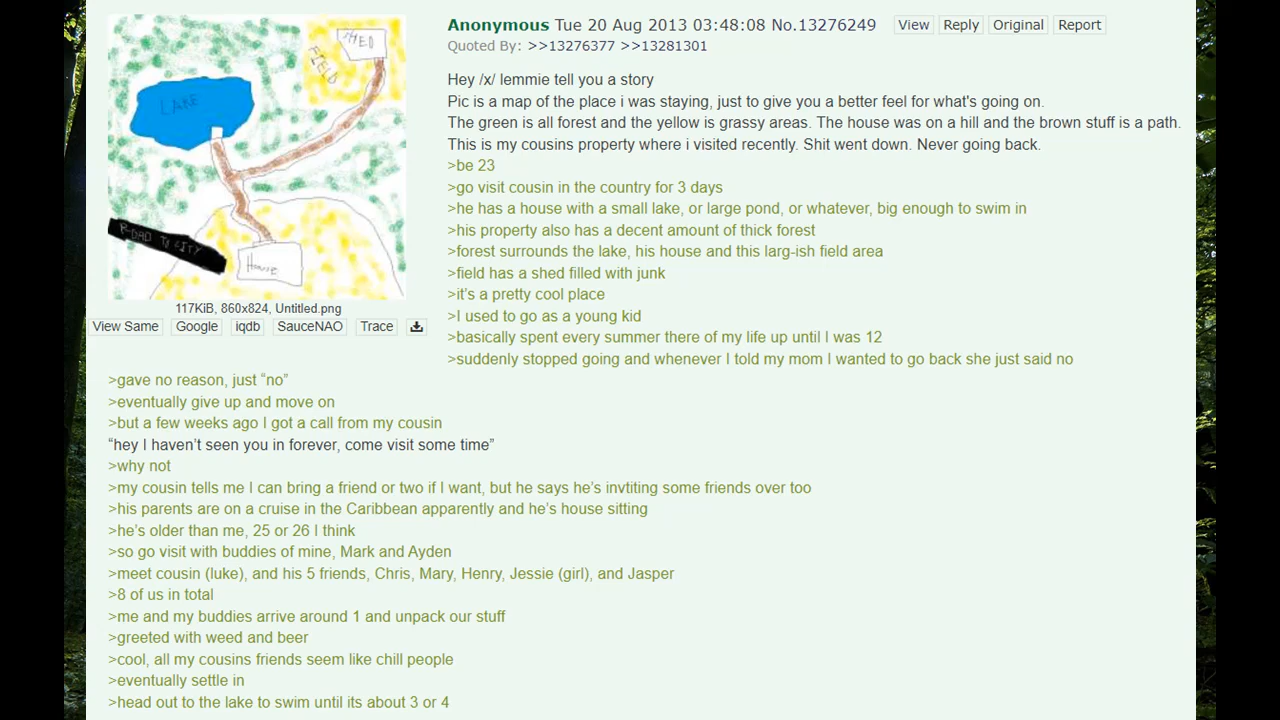 Anonymous Tue 20 Aug 2013 03:48:08 No.13276249 View Reply Original Report
Quoted By: >>13276377 >>13281301
SHED
FIELD
LAKE
ROAD TO CITY
House
117KiB, 860x824, Untitled.png
View Same Google iqdb SauceNAO Trace
Hey /x/ lemmie tell you a story
Pic is a map of the place i was staying, just to give you a better feel for what's going on.
The green is all forest and the yellow is grassy areas. The house was on a hill and the brown stuff is a path.
This is my cousins property where i visited recently. Shit went down. Never going back.
>be 23
>go visit cousin in the country for 3 days
>he has a house with a small lake, or large pond, or whatever, big enough to swim in
>his property also has a decent amount of thick forest
>forest surrounds the lake, his house and this larg-ish field area
>field has a shed filled with junk
>it's a pretty cool place
>I used to go as a young kid
>basically spent every summer there of my life up until I was 12
>suddenly stopped going and whenever I told my mom I wanted to go back she just said no
>gave no reason, just “no”
>eventually give up and move on
>but a few weeks ago I got a call from my cousin
“hey I haven’t seen you in forever, come visit some time”
>why not
>my cousin tells me I can bring a friend or two if I want, but he says he’s invtiting some friends over too
>his parents are on a cruise in the Caribbean apparently and he’s house sitting
>he’s older than me, 25 or 26 I think
>so go visit with buddies of mine, Mark and Ayden
>meet cousin (luke), and his 5 friends, Chris, Mary, Henry, Jessie (girl), and Jasper
>8 of us in total
>me and my buddies arrive around 1 and unpack our stuff
>greeted with weed and beer
>cool, all my cousins friends seem like chill people
>eventually settle in
>head out to the lake to swim until its about 3 or 4